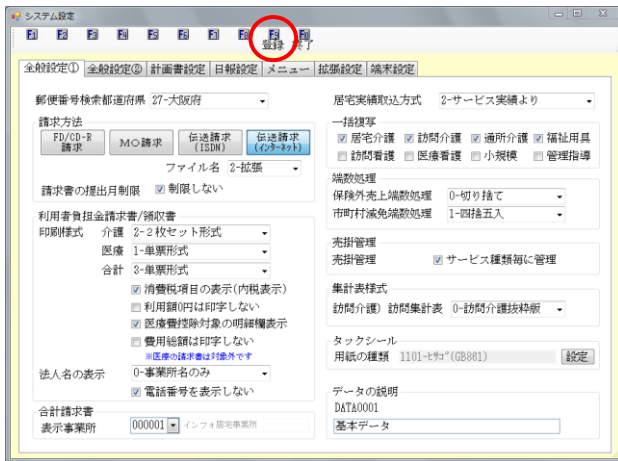 システム設定
F1 F2 F3 F4 F5 F6 F7 F8 F9 F10
登録 終了
全般設定① 全般設定② 計画書設定 日報設定 メニュー 拡張設定 端末設定
郵便番号検索都道府県 27-大阪府
請求方法
FD/CD-R請求 MO請求 伝送請求(ISDN) 伝送請求(インターネット)
ファイル名 2-拡張
請求書の提出月制限 制限しない
利用者負担金請求書/領収書
印刷様式 介護 2-2枚セット形式
医療 1-単票形式
合計 3-単票形式
消費税項目の表示(内税表示)
利用額0円は印字しない
医療費控除対象の明細欄表示
費用総額は印字しない
※医療の請求書は対象外です
法人名の表示 0-事業所名のみ
電話番号を表示しない
合計請求書
表示事業所 000001 インフォ居宅事業所
居宅実績取込方式 2-サービス実績より
一括複写
居宅介護 訪問介護 通所介護 福祉用具
訪問看護 医療看護 小規模 管理指導
端数処理
保険外売上端数処理 0-切り捨て
市町村減免端数処理 1-四捨五入
売掛管理
売掛管理 サービス種類毎に管理
集計表様式
訪問介護) 訪問集計表 0-訪問介護抜粋版
タックシール
用紙の種類 1101-ヒサゴ(GB861) 設定
データの説明
DATA0001
基本データ